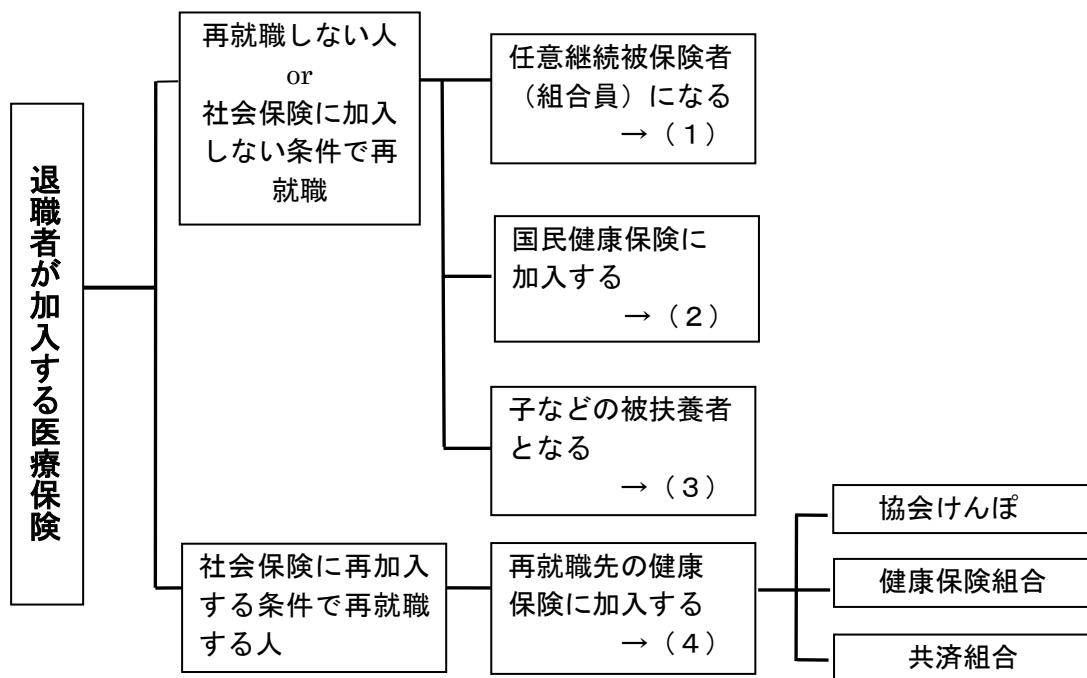 退職者が加入する医療保険
再就職しない人
or
社会保険に加入
しない条件で再
就職
任意継続被保険者
（組合員）になる
→（１）
国民健康保険に
加入する
→（２）
子などの被扶養者
となる
→（３）
社会保険に再加入
する条件で再就職
する人
再就職先の健康
保険に加入する
→（４）
協会けんぽ
健康保険組合
共済組合